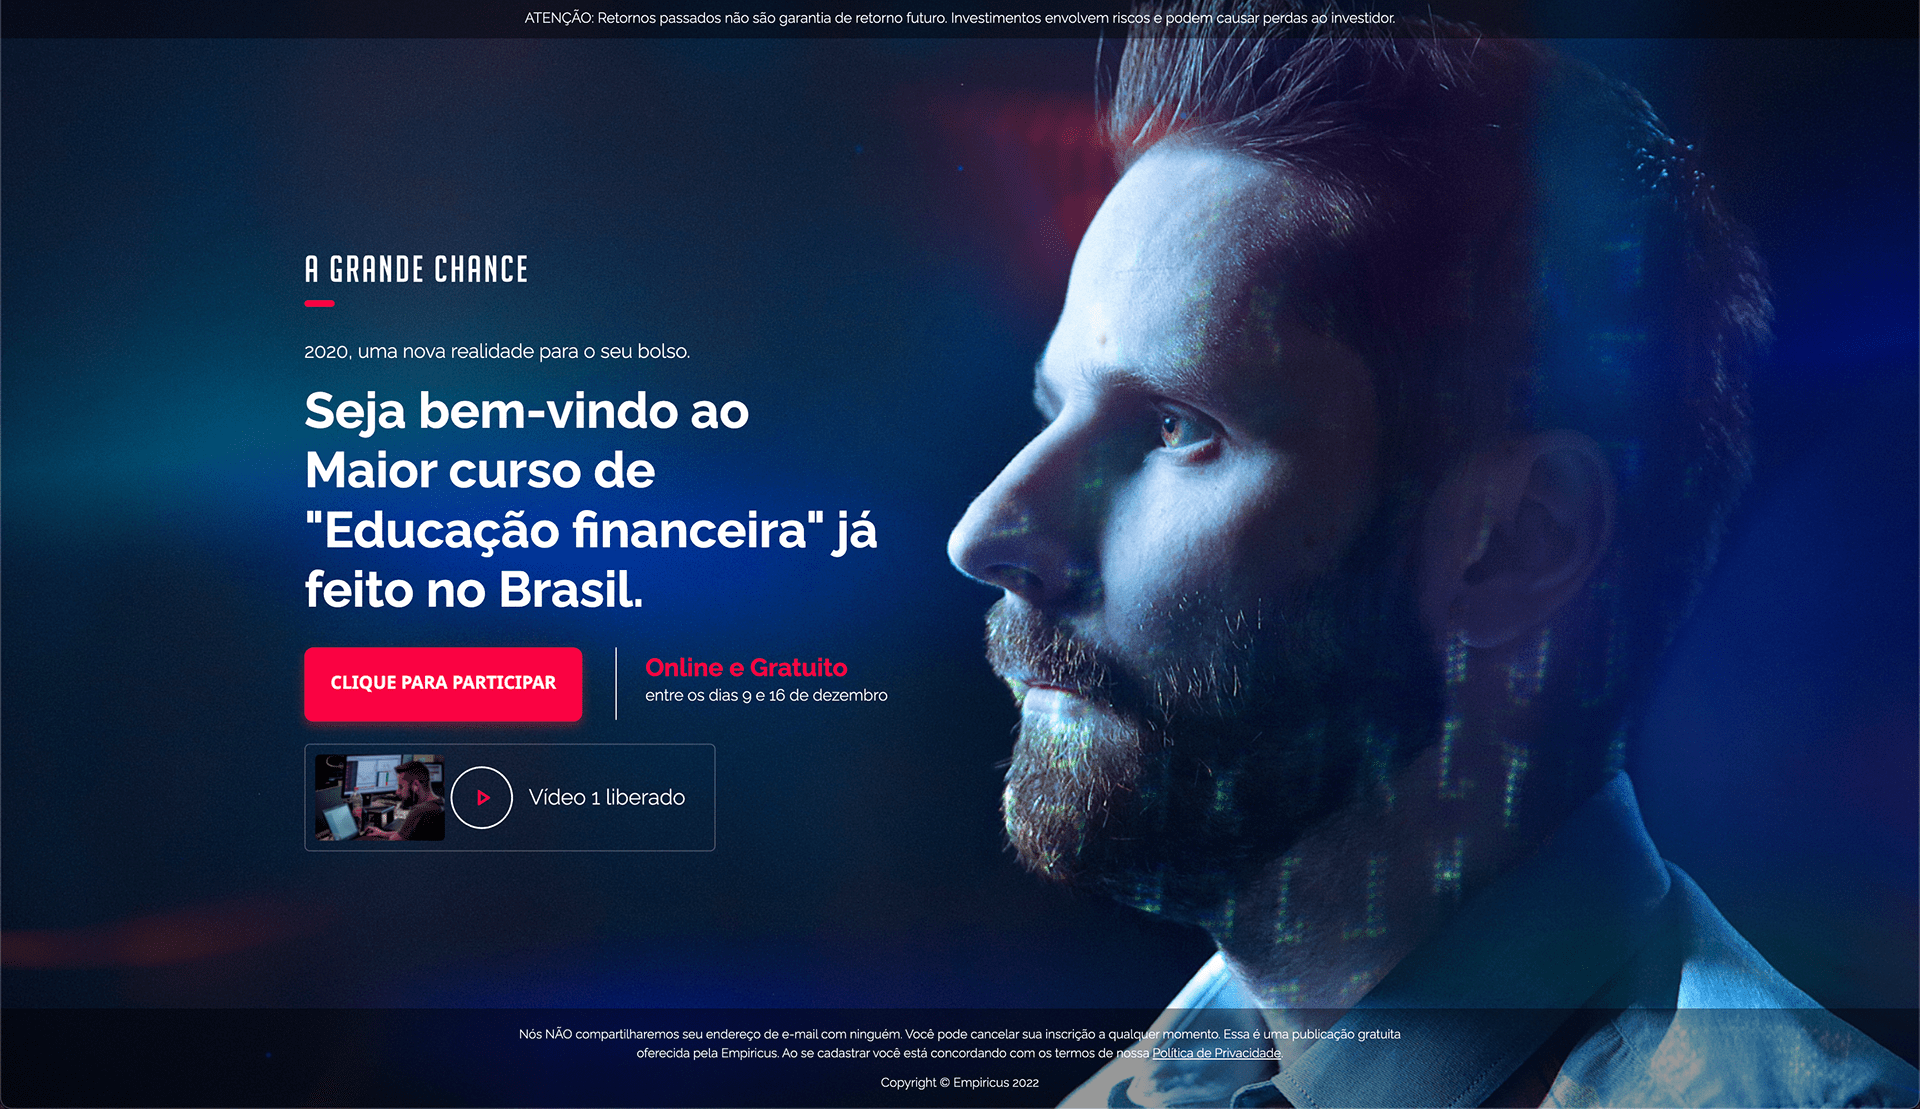 ATENÇÃO: Retornos passados não são garantia de retorno futuro. Investimentos envolvem riscos e podem causar perdas ao investidor.
A GRANDE CHANCE
2020, uma nova realidade para o seu bolso.
Seja bem-vindo ao
Maior curso de
"Educação financeira" já
feito no Brasil.
CLIQUE PARA PARTICIPAR
Online e Gratuito
entre os dias 9 e 16 de dezembro
Vídeo 1 liberado
Nós NÃO compartilharemos seu endereço de e-mail com ninguém. Você pode cancelar sua inscrição a qualquer momento. Essa é uma publicação gratuita
oferecida pela Empiricus. Ao se cadastrar você está concordando com os termos de nossa Política de Privacidade.
Copyright © Empiricus 2022